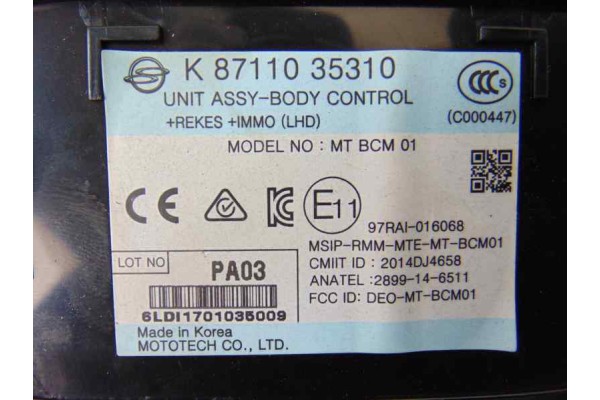 K 87110 35310
UNIT ASSY-BODY CONTROL
+REKES +IMMO (LHD)
CCC S
(C000447)
MODEL NO : MT BCM 01
CE
E11
97RAI-016068
MSIP-RMM-MTE-MT-BCM01
CMIIT ID : 2014DJ4658
ANATEL :2899-14-6511
FCC ID: DEO-MT-BCM01
LOT NO
PA03
6LDI1701035009
Made in Korea
MOTOTECH CO., LTD.